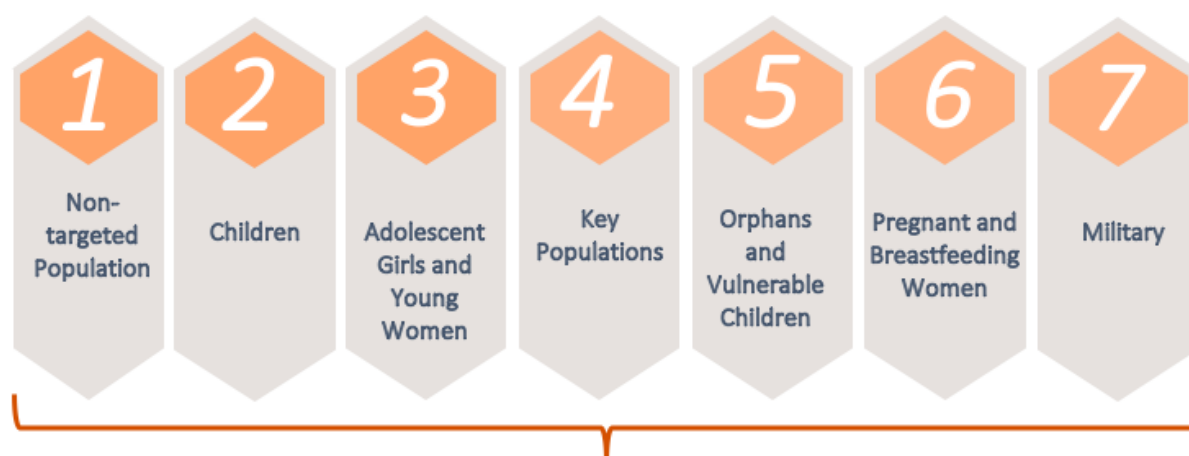 1
Non-
targeted
Population
2
Children
3
Adolescent
Girls and
Young
Women
4
Key
Populations
5
Orphans
and
Vulnerable
Children
6
Pregnant and
Breastfeeding
Women
7
Military